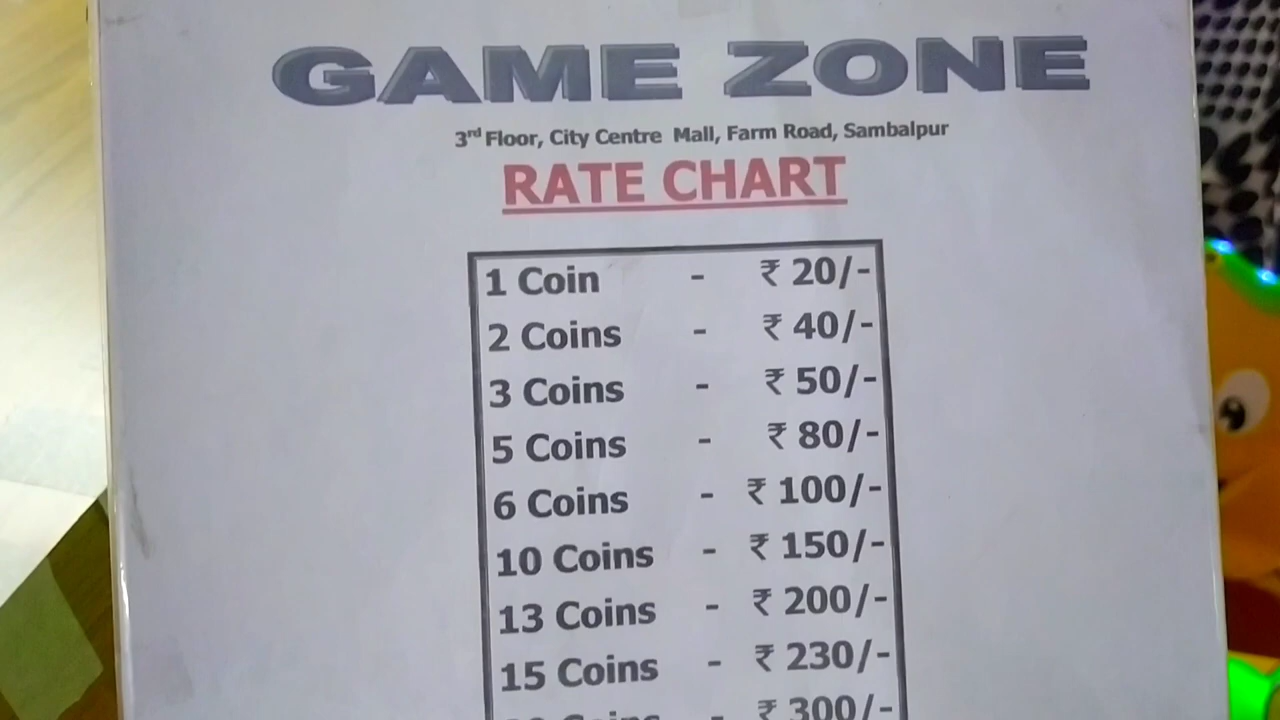 GAME ZONE
3rd Floor, City Centre Mall, Farm Road, Sambalpur
RATE CHART
1 Coin - ₹ 20/-
2 Coins - ₹ 40/-
3 Coins - ₹ 50/-
5 Coins - ₹ 80/-
6 Coins - ₹ 100/-
10 Coins - ₹ 150/-
13 Coins - ₹ 200/-
15 Coins - ₹ 230/-
Coins - ₹ 300/-